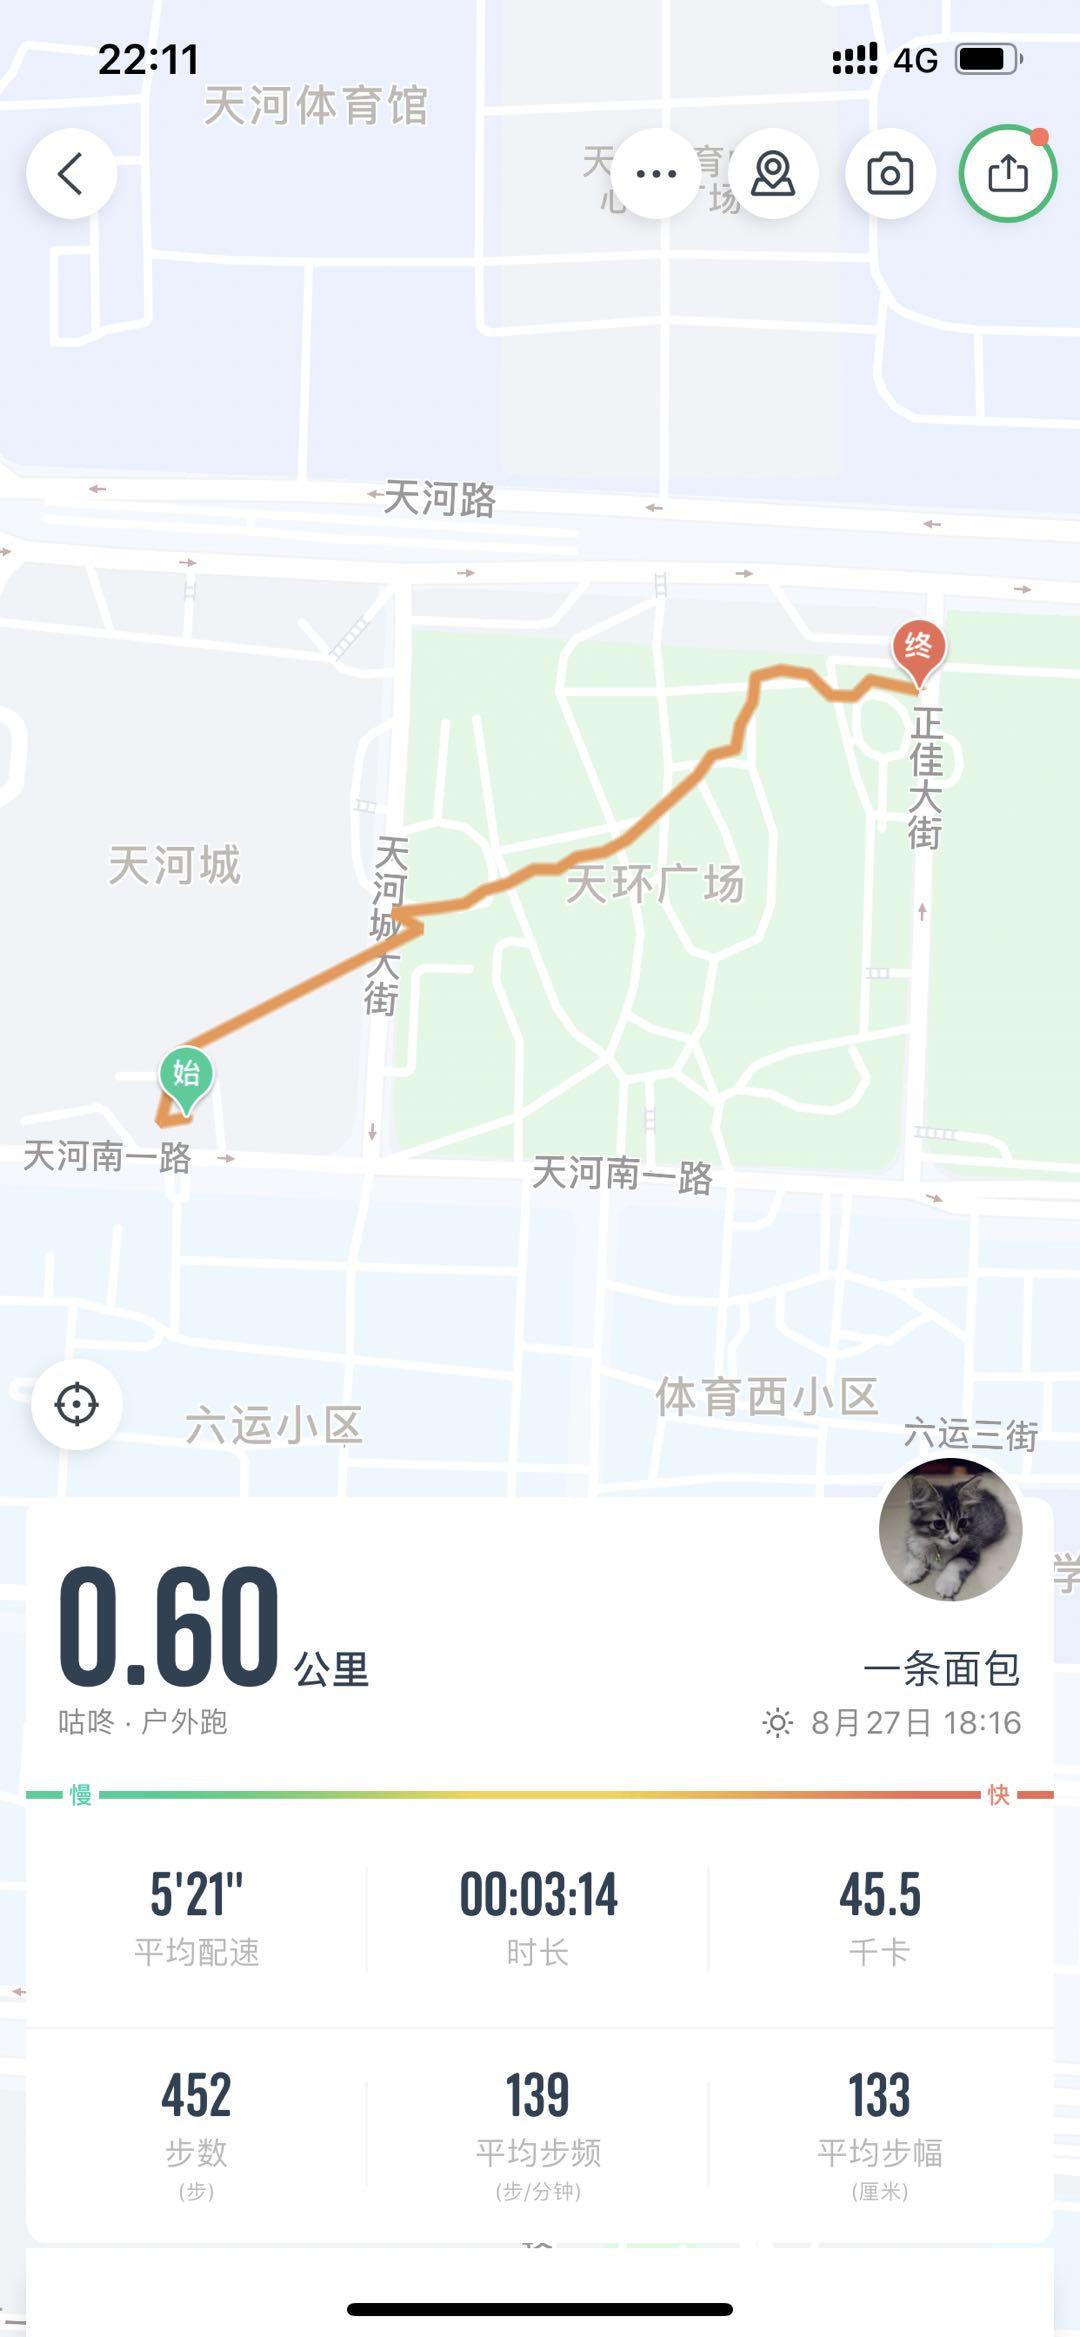 22:11
4G
天河体育馆
天河路
终
正佳大街
天河城
天河城大街
天环广场
始
天河南一路
天河南一路
六运小区
体育西小区
六运三街
学
0.60 公里
一条面包
咕咚 · 户外跑
8月27日 18:16
慢
快
5'21"
00:03:14
45.5
平均配速
时长
千卡
452
139
133
步数
平均步频
平均步幅
(步)
(步/分钟)
(厘米)